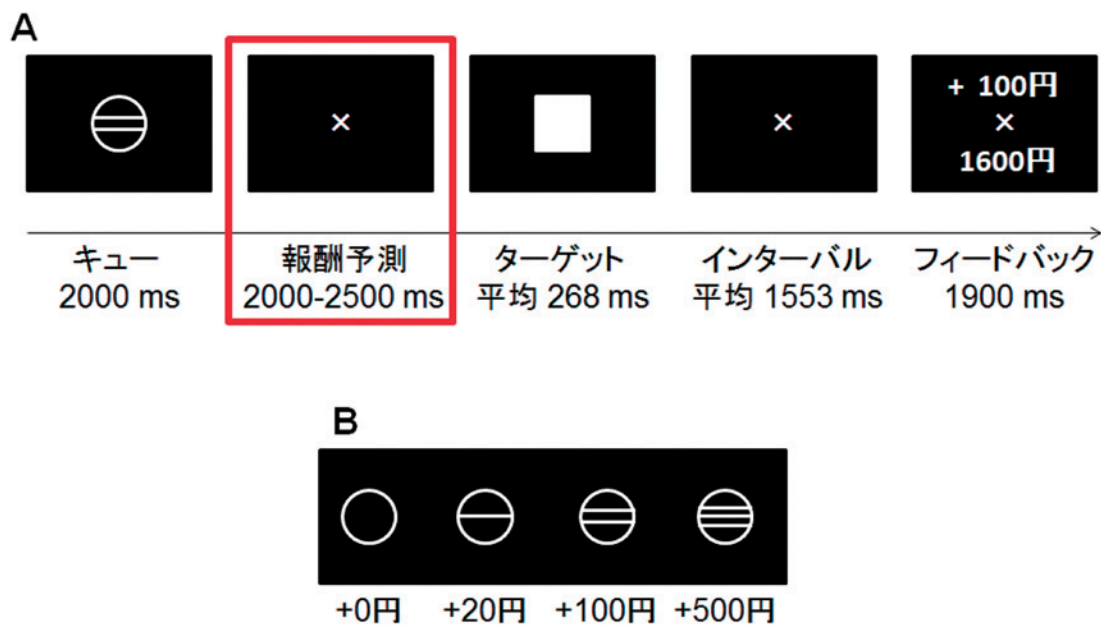 A
+ 100円
×
1600円
キュー
2000 ms
報酬予測
2000-2500 ms
ターゲット
平均 268 ms
インターバル
平均 1553 ms
フィードバック
1900 ms
B
+0円
+20円
+100円
+500円